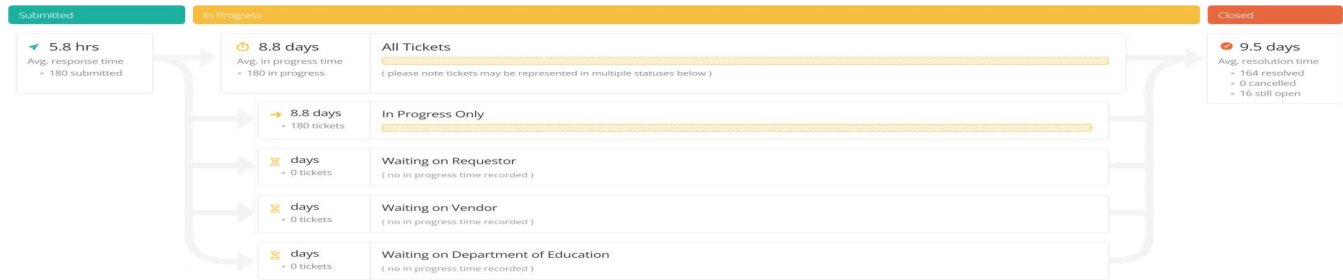 Submitted
In Progress
Closed
5.8 hrs
Avg. response time
180 submitted
8.8 days
Avg. in progress time
180 in progress
All Tickets
( please note tickets may be represented in multiple statuses below )
9.5 days
Avg. resolution time
164 resolved
0 cancelled
16 still open
8.8 days
180 tickets
In Progress Only
days
0 tickets
Waiting on Requestor
( no in progress time recorded )
days
0 tickets
Waiting on Vendor
( no in progress time recorded )
days
0 tickets
Waiting on Department of Education
( no in progress time recorded )